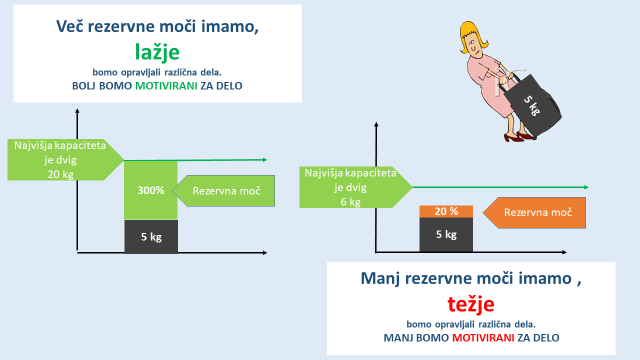 Več rezervne moči imamo,
lažje
bomo opravljali različna dela.
BOLJ BOMO MOTIVIRANI ZA DELO
5 kg
Najvišja kapaciteta
je dvig
20 kg
300%
Rezervna moč
5 kg
Najvišja kapaciteta
je dvig
6 kg
20 %
Rezervna moč
5 kg
Manj rezervne moči imamo ,
težje
bomo opravljali različna dela.
MANJ BOMO MOTIVIRANI ZA DELO